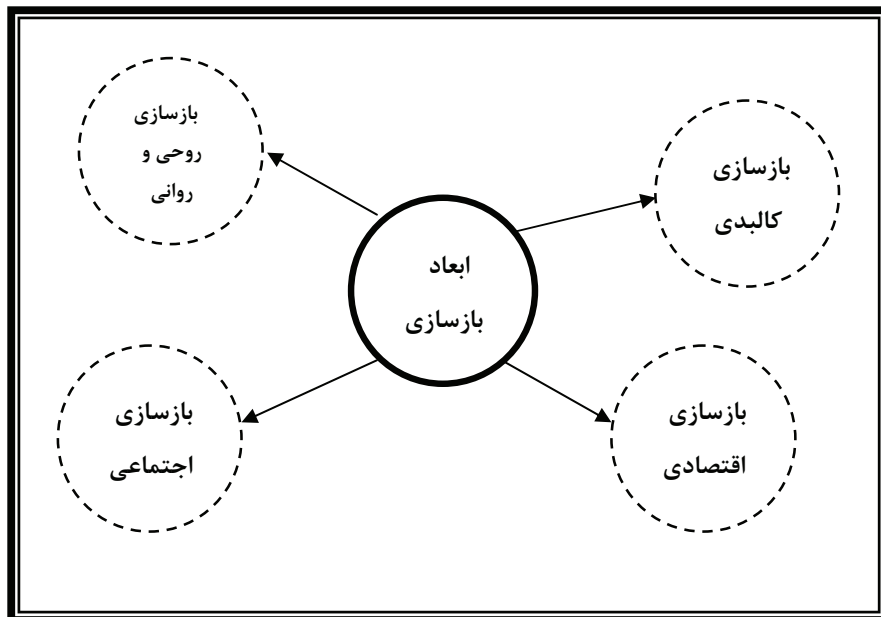 ابعاد
بازسازی
بازسازی
کالبدی
بازسازی
روحی و
روانی
بازسازی
اقتصادی
بازسازی
اجتماعی